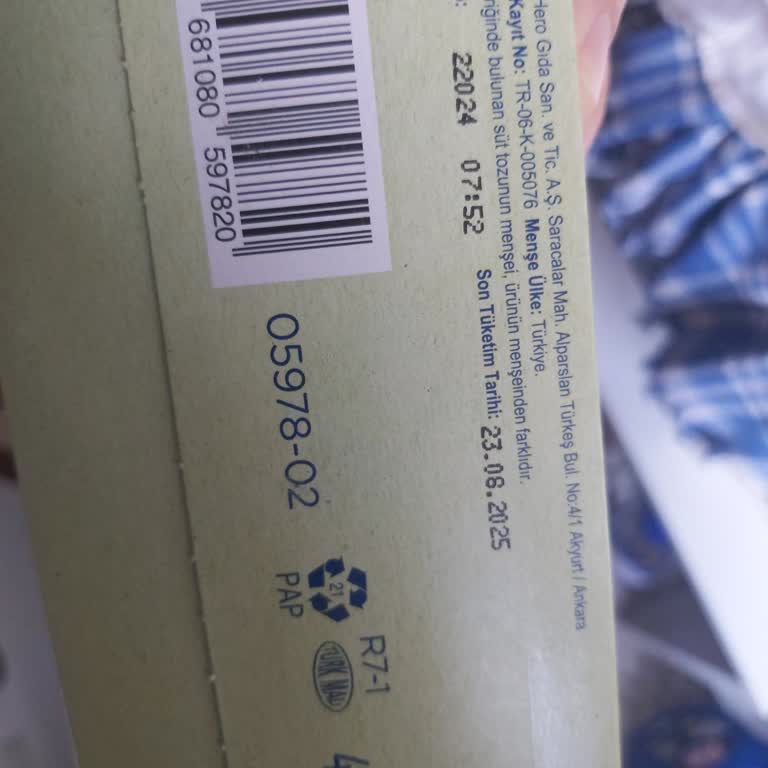 Hero Gıda San. ve Tic. A.Ş. Saracalar Mah. Alparslan Türkeş Bul. No:4/1 Akyurt / Ankara
Kayıt No: TR-06-K-005076 Menşe Ülke: Türkiye.
bulunan süt tozunun menşei, ürünün menşeinden farklıdır.
22024 07:52 Son Tüketim Tarihi: 23.08.2025
681080 597820
05978-02
21
PAP
R7-1
TÜRK MALI